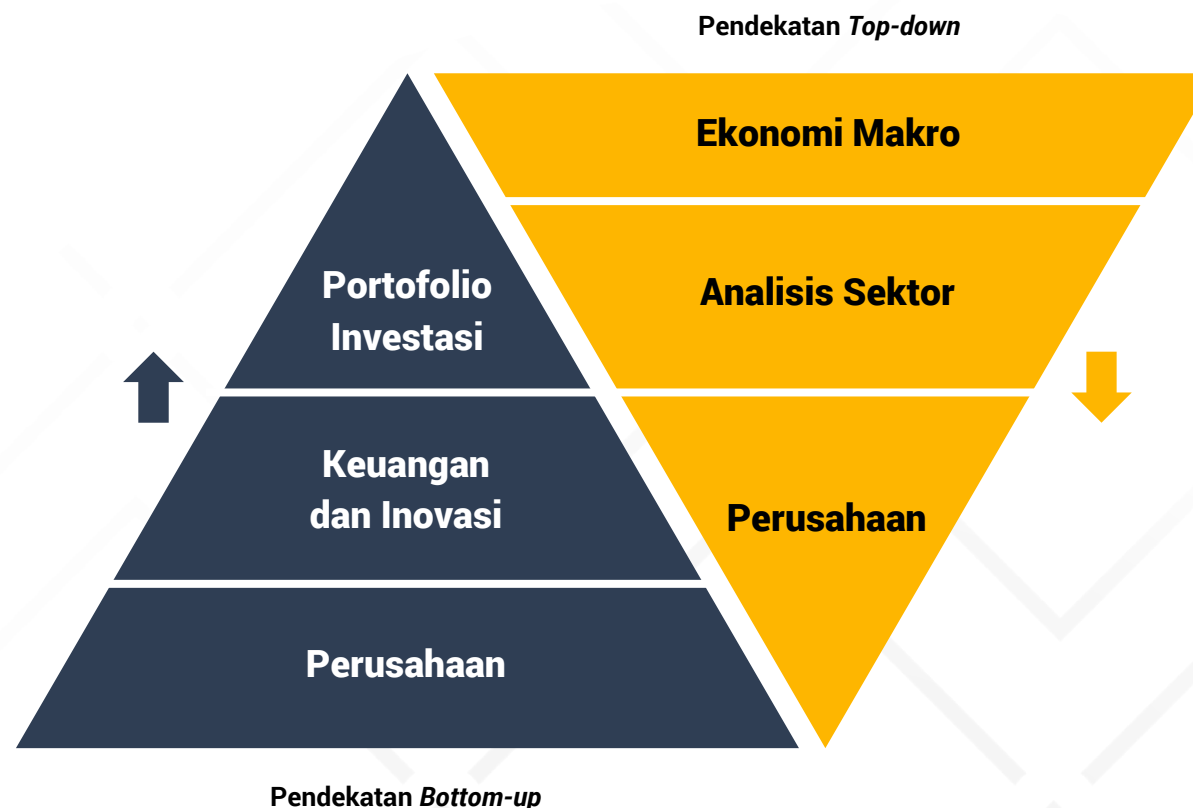 Pendekatan Top-down
Ekonomi Makro
Analisis Sektor
Perusahaan
Portofolio
Investasi
Keuangan
dan Inovasi
Perusahaan
Pendekatan Bottom-up